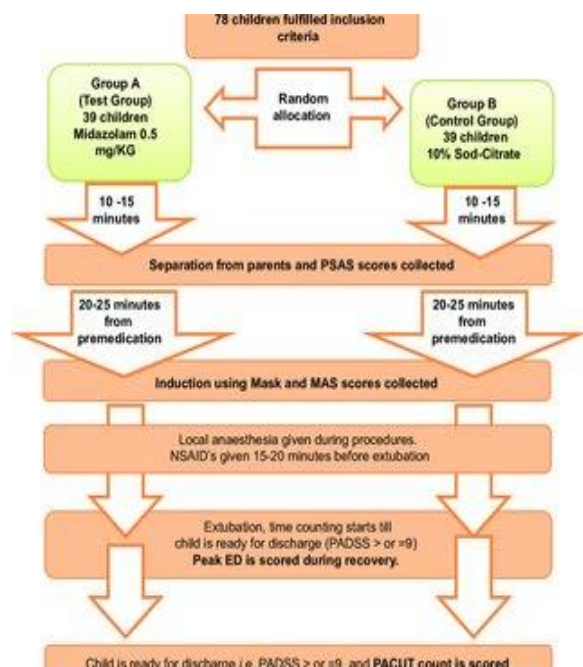 78 children fulfilled inclusion
criteria
Group A
(Test Group)
39 children
Midazolam 0.5
mg/KG
Random
allocation
Group B
(Control Group)
39 children
10% Sod-Citrate
10 -15
minutes
10 -15
minutes
Separation from parents and PSAS scores collected
20-25 minutes
from
premedication
20-25 minutes
from
premedication
Induction using Mask and MAS scores collected
Local anaesthesia given during procedures.
NSAID's given 15-20 minutes before extubation
Extubation, time counting starts till
child is ready for discharge (PADSS > or =9)
Peak ED is scored during recovery.
Child is ready for discharge i.e. PADSS > or =9, and PACUT count is scored